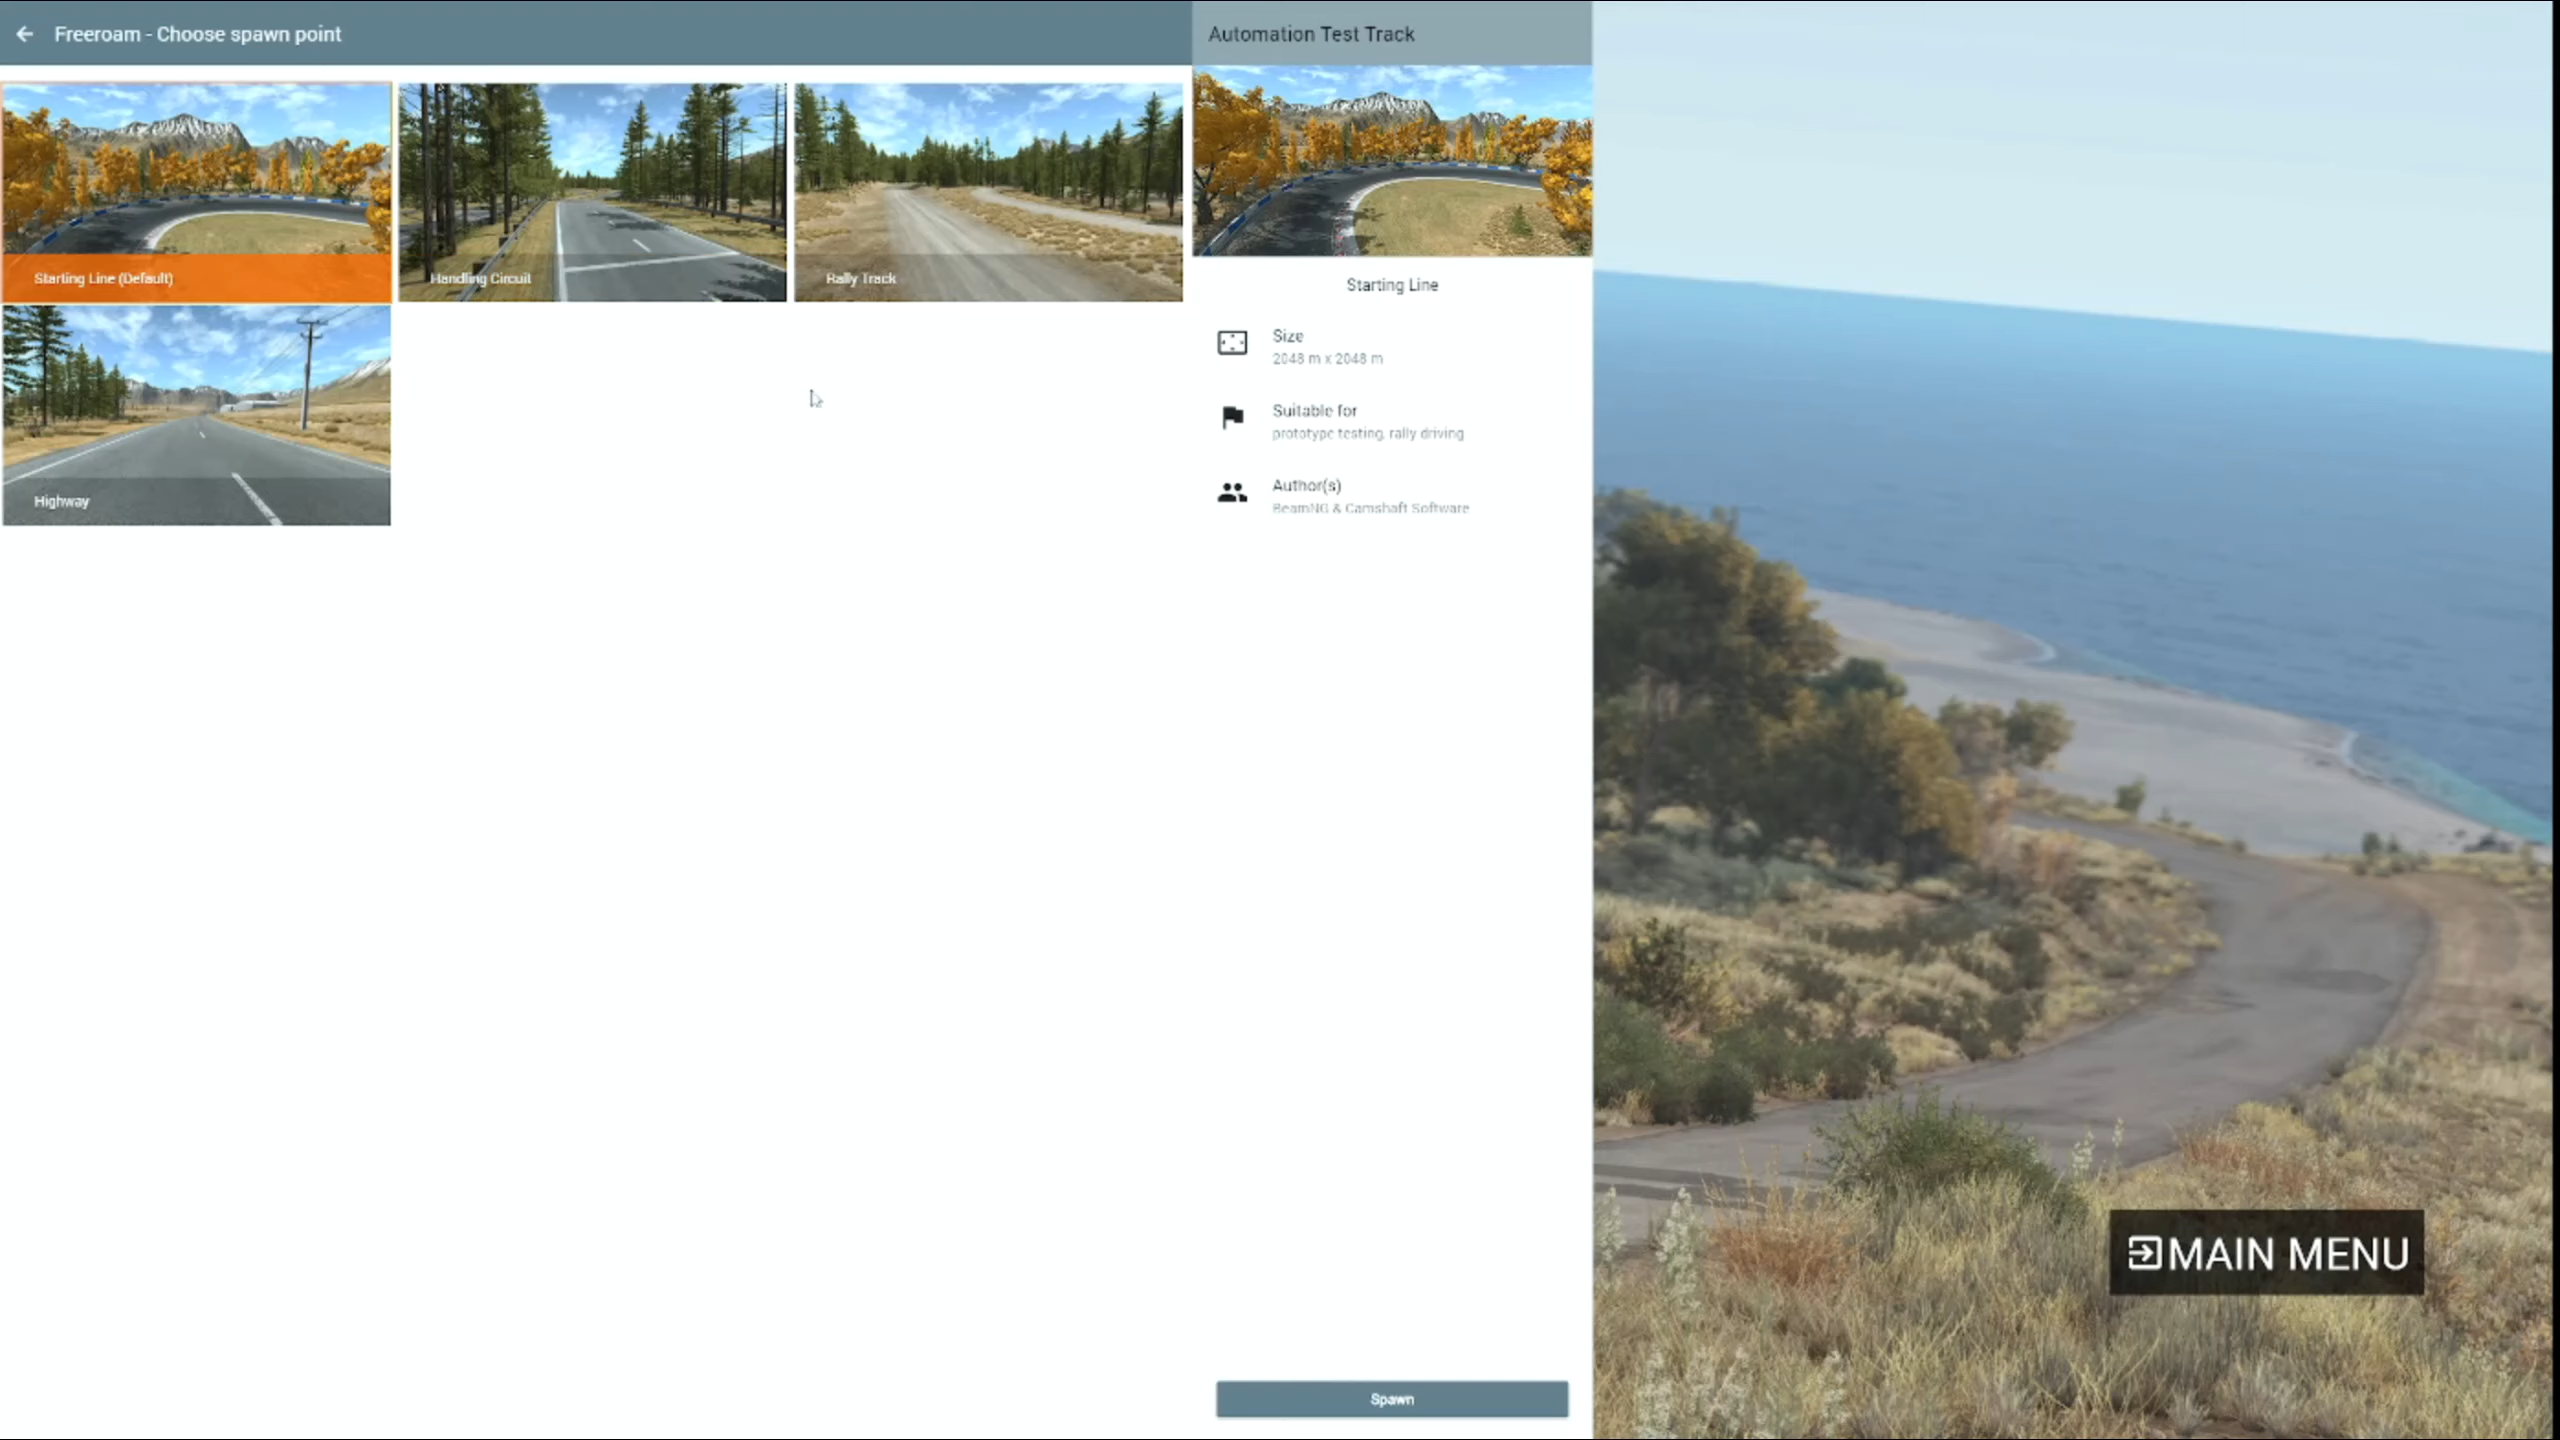 Freeroam - Choose spawn point
Automation Test Track
Starting Line (Default)
Handling Circuit
Rally Track
Highway
Starting Line
Size
2048 m x 2048 m
Suitable for
prototype testing, rally driving
Author(s)
BeamNG & Camshaft Software
MAIN MENU
Spawn